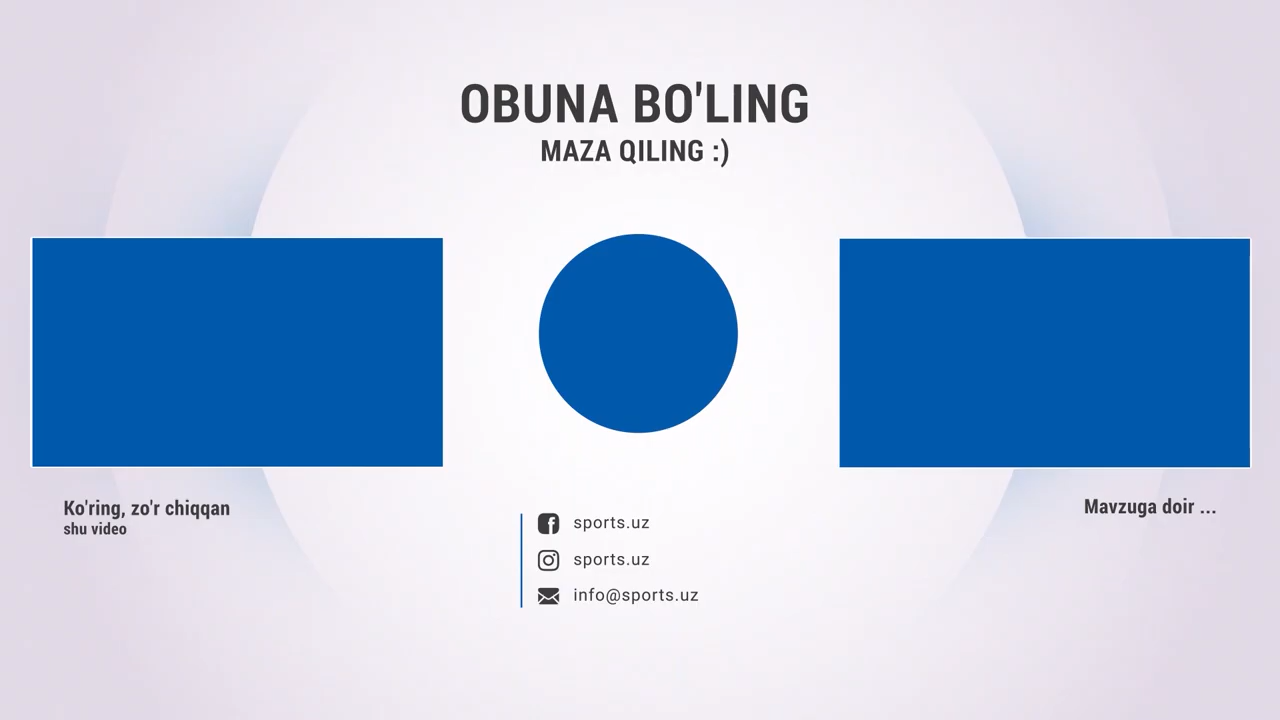 OBUNA BO'LING
MAZA QILING :)
Ko'ring, zo'r chiqqan
shu video
Mavzuga doir ...
sports.uz
sports.uz
info@sports.uz